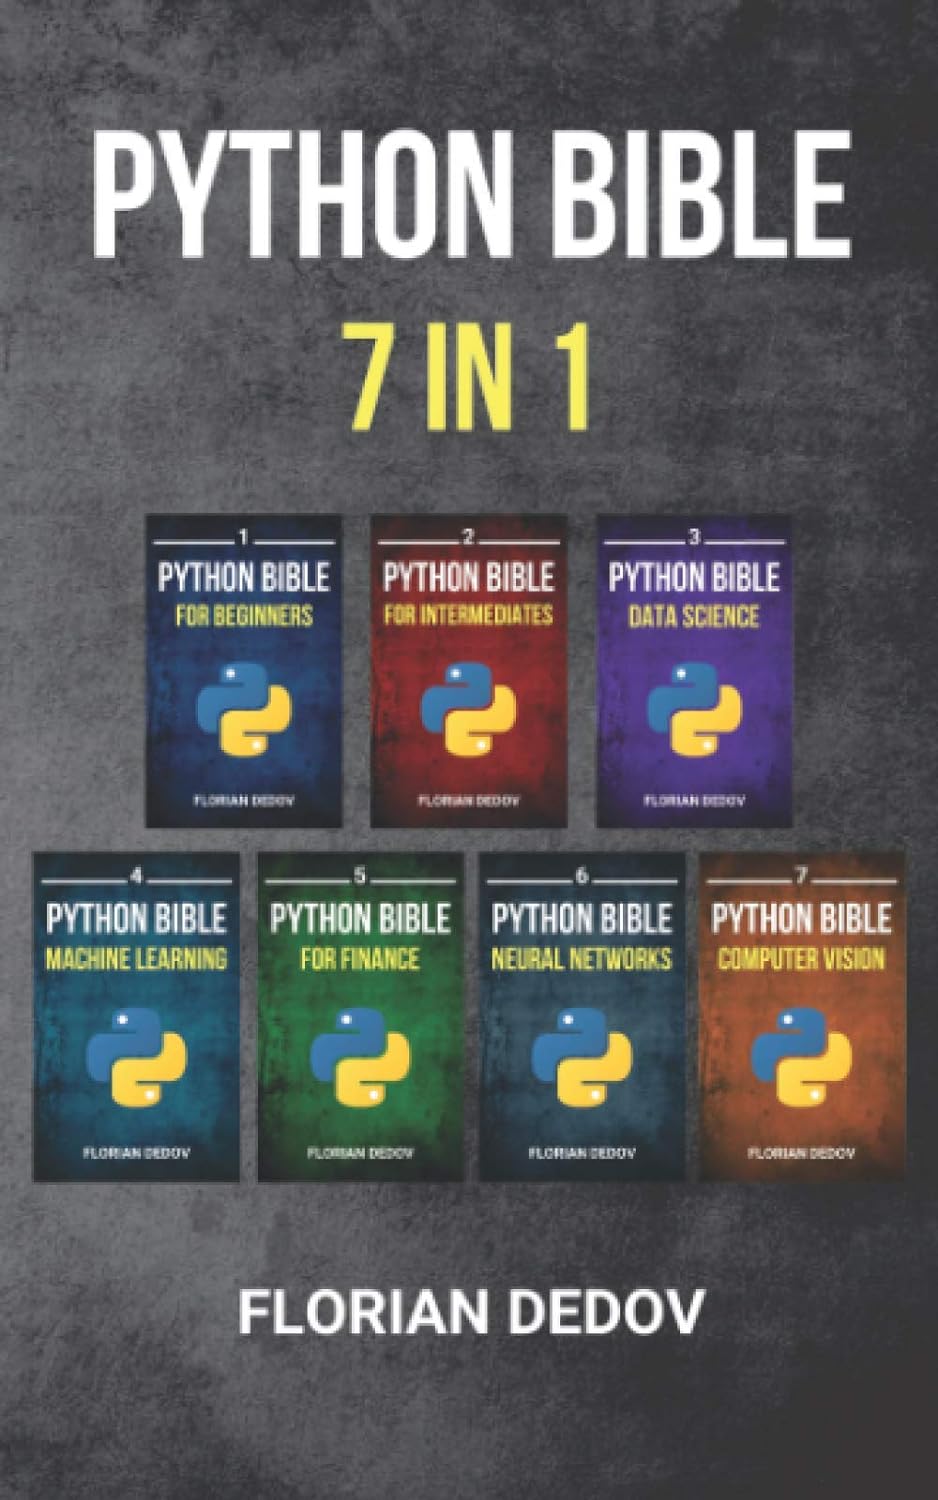 PYTHON BIBLE
7 IN 1
1
PYTHON BIBLE
FOR BEGINNERS
FLORIAN DEDOV
2
PYTHON BIBLE
FOR INTERMEDIATES
FLORIAN DEDOV
3
PYTHON BIBLE
DATA SCIENCE
FLORIAN DEDOV
4
PYTHON BIBLE
MACHINE LEARNING
FLORIAN DEDOV
5
PYTHON BIBLE
FOR FINANCE
FLORIAN DEDOV
6
PYTHON BIBLE
NEURAL NETWORKS
FLORIAN DEDOV
7
PYTHON BIBLE
COMPUTER VISION
FLORIAN DEDOV
FLORIAN DEDOV